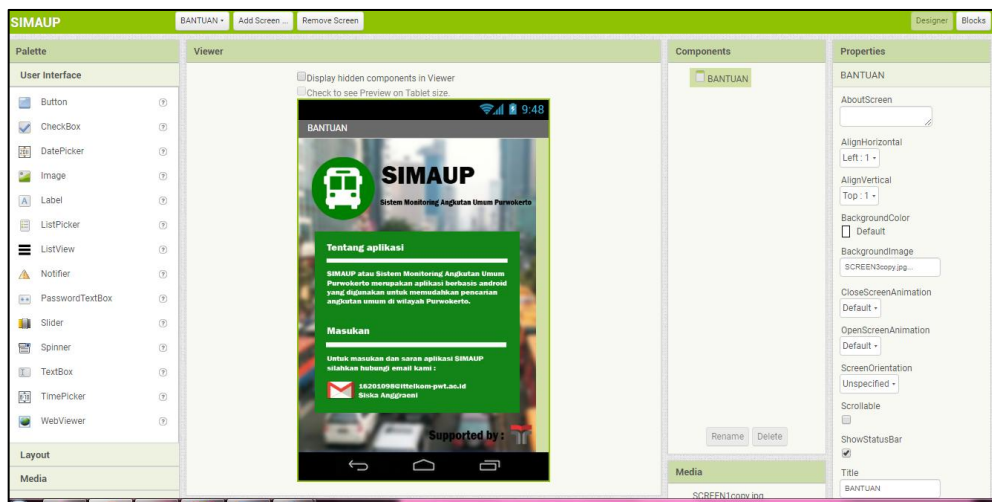 SIMAUP
BANTUAN
Add Screen ...
Remove Screen
Designer
Blocks
Palette
User Interface
Button
CheckBox
DatePicker
Image
Label
ListPicker
ListView
Notifier
PasswordTextBox
Slider
Spinner
TextBox
TimePicker
WebViewer
Layout
Media
Viewer
Display hidden components in Viewer
Check to see Preview on Tablet size.
9:48
BANTUAN
SIMAUP
Sistem Monitoring Angkutan Umum Purwokerto
Tentang aplikasi
SIMAUP atau Sistem Monitoring Angkutan Umum
Purwokerto merupakan aplikasi berbasis android
yang digunakan untuk memudahkan pencarian
angkutan umum di wilayah Purwokerto.
Masukan
Untuk masukan dan saran aplikasi SIMAUP
silahkan hubungi email kami :
16201098@ittelkom-pwt.ac.id
Siska Anggraeni
Supported by :
Components
BANTUAN
Rename
Delete
Media
SCREEN1copy.jpg
Properties
BANTUAN
AboutScreen
AlignHorizontal
Left : 1
AlignVertical
Top : 1
BackgroundColor
Default
BackgroundImage
SCREEN3copy.jpg...
CloseScreenAnimation
Default
OpenScreenAnimation
Default
ScreenOrientation
Unspecified
Scrollable
ShowStatusBar
Title
BANTUAN